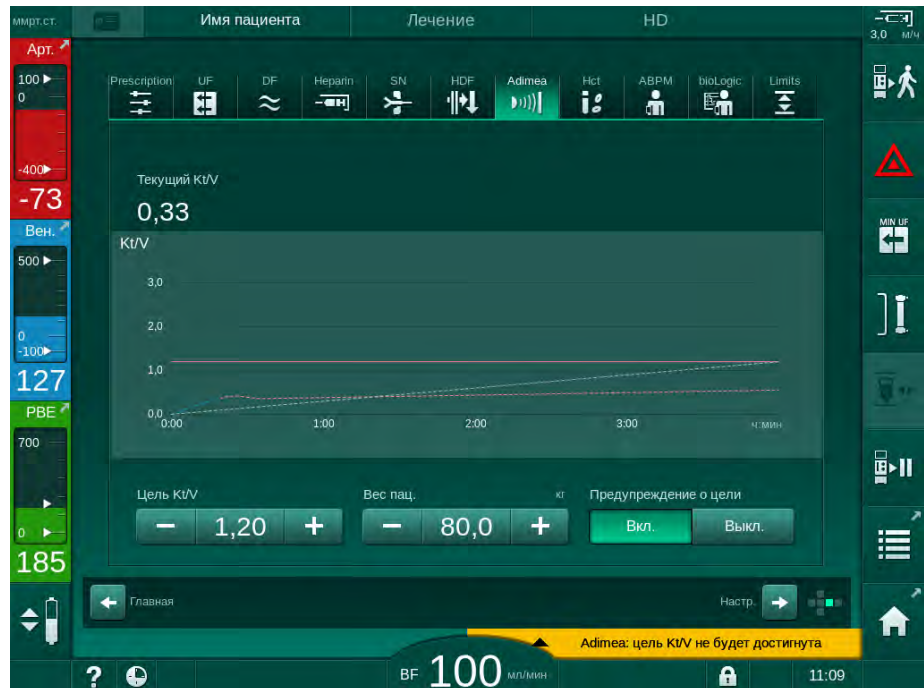 ммрт.ст.
Имя пациента
Лечение
HD
3,0 м/ч
Арт.
100
0
-400
-73
Вен.
500
0
-100
127
PBE
700
0
185
Prescription
UF
DF
Heparin
SN
HDF
Adimea
Hct
ABPM
bioLogic
Limits
Текущий Kt/V
0,33
Kt/V
3,0
2,0
1,0
0,0
0:00
1:00
2:00
3:00
ч:мин
Цель Kt/V
1,20
Вес пац.
кг
80,0
Предупреждение о цели
Вкл.
Выкл.
MIN UF
Главная
Настр.
Adimea: цель Kt/V не будет достигнута
?
BF 100 мл/мин
11:09